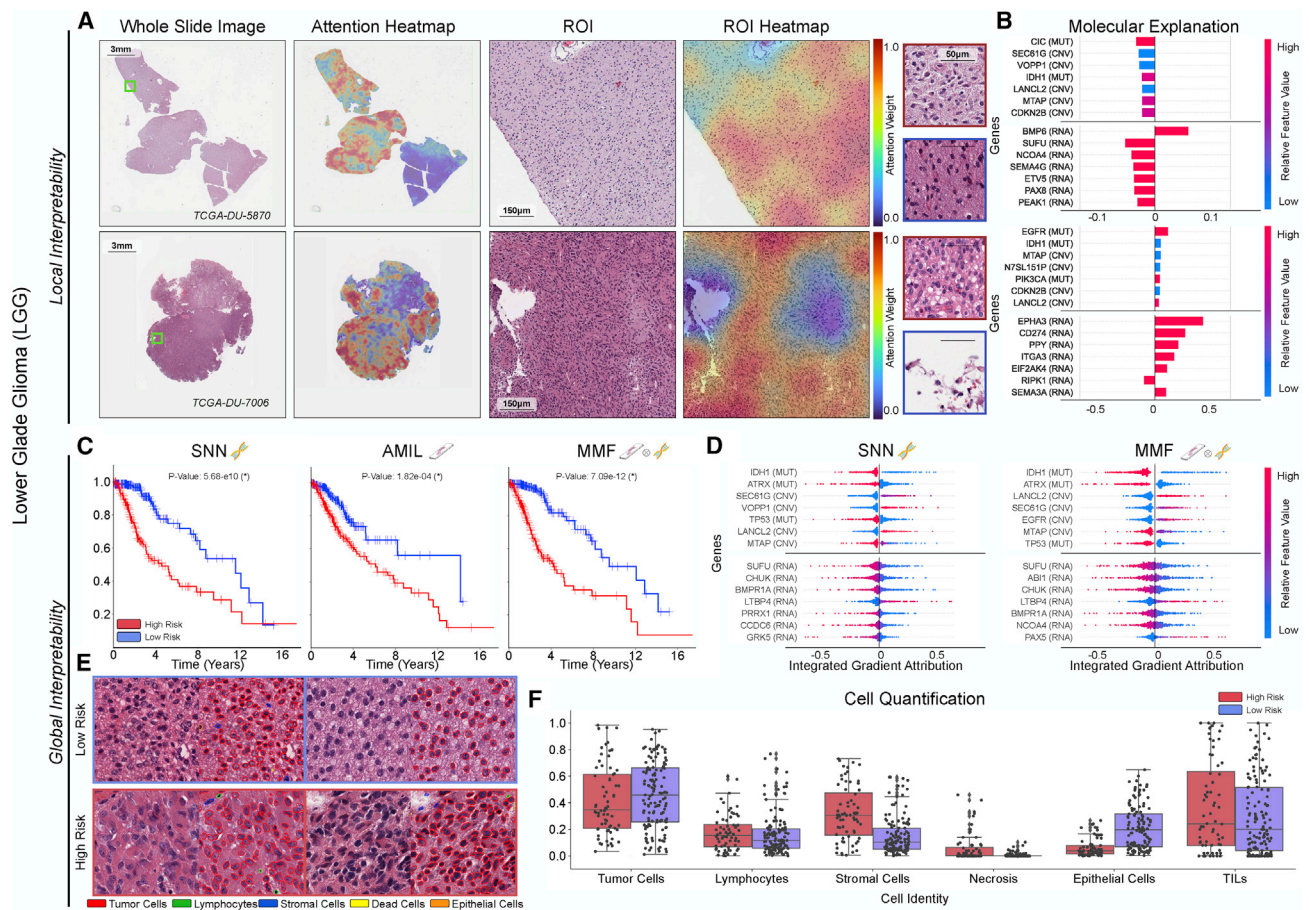 Lower Glade Glioma (LGG)
Local Interpretability
Global Interpretability
A
Whole Slide Image
Attention Heatmap
ROI
ROI Heatmap
3mm
TCGA-DU-5870
150µm
1.0
Attention Weight
0.0
50µm
3mm
TCGA-DU-7006
150µm
1.0
Attention Weight
0.0
B
Molecular Explanation
Genes
CIC (MUT)
SEC61G (CNV)
VOPP1 (CNV)
IDH1 (MUT)
LANCL2 (CNV)
MTAP (CNV)
CDKN2B (CNV)
BMP6 (RNA)
SUFU (RNA)
NCOA4 (RNA)
SEMA4G (RNA)
ETV5 (RNA)
PAX8 (RNA)
PEAK1 (RNA)
-0.1 0 0.1
High
Relative Feature Value
Low
Genes
EGFR (MUT)
IDH1 (MUT)
MTAP (CNV)
N7SL151P (CNV)
PIK3CA (MUT)
CDKN2B (CNV)
LANCL2 (CNV)
EPHA3 (RNA)
CD274 (RNA)
PPY (RNA)
ITGA3 (RNA)
EIF2AK4 (RNA)
RIPK1 (RNA)
SEMA3A (RNA)
-0.5 0 0.5
High
Relative Feature Value
Low
C
SNN
AMIL
MMF
P-Value: 5.68-e10 (*)
P-Value: 1.82e-04 (*)
P-Value: 7.09e-12 (*)
1.0
0.8
0.6
0.4
0.2
High Risk
Low Risk
0 4 8 12 16
0 4 8 12 16
0 4 8 12 16
Time (Years)
Time (Years)
Time (Years)
D
SNN
MMF
Genes
IDH1 (MUT)
ATRX (MUT)
SEC61G (CNV)
VOPP1 (CNV)
TP53 (MUT)
LANCL2 (CNV)
MTAP (CNV)
SUFU (RNA)
CHUK (RNA)
BMPR1A (RNA)
LTBP4 (RNA)
PRRX1 (RNA)
CCDC6 (RNA)
GRK5 (RNA)
-0.5 0 0.5
Integrated Gradient Attribution
IDH1 (MUT)
ATRX (MUT)
LANCL2 (CNV)
SEC61G (CNV)
EGFR (CNV)
MTAP (CNV)
TP53 (MUT)
SUFU (RNA)
ABI1 (RNA)
CHUK (RNA)
LTBP4 (RNA)
BMPR1A (RNA)
NCOA4 (RNA)
PAX5 (RNA)
-0.5 0 0.5
Integrated Gradient Attribution
High
Relative Feature Value
Low
E
Low Risk
High Risk
Tumor Cells Lymphocytes Stromal Cells Dead Cells Epithelial Cells
F
Cell Quantification
High Risk
Low Risk
1.0
0.8
0.6
0.4
0.2
0.0
Tumor Cells Lymphocytes Stromal Cells Necrosis Epithelial Cells TILs
Cell Identity